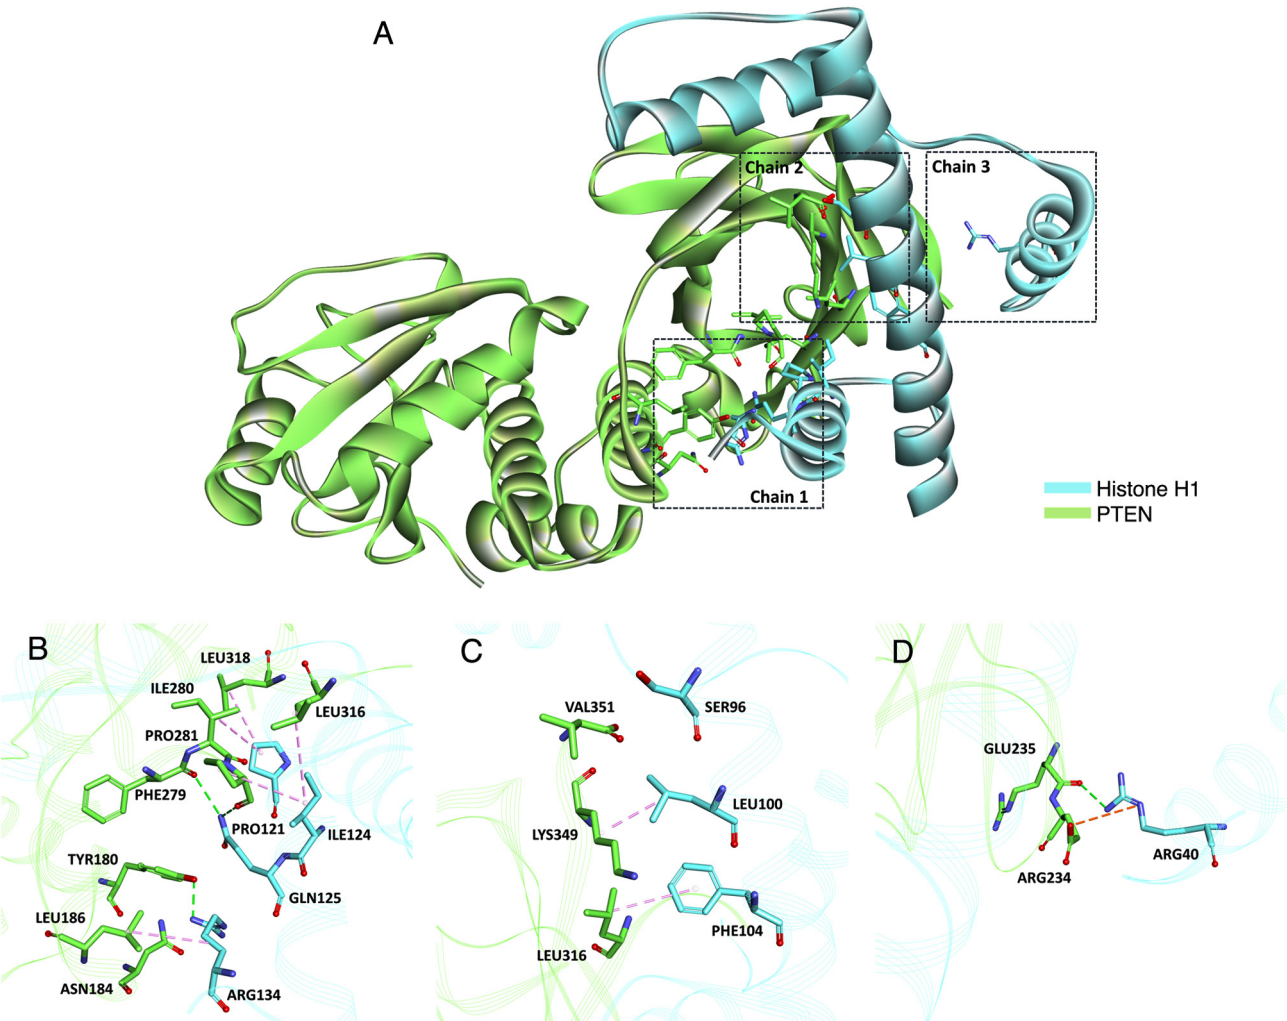 A
Chain 2
Chain 3
Chain 1
Histone H1
PTEN
B
LEU318
ILE280
LEU316
PRO281
PHE279
PRO121
ILE124
TYR180
GLN125
LEU186
ASN184
ARG134
C
SER96
VAL351
LEU100
LYS349
PHE104
LEU316
D
GLU235
ARG40
ARG234